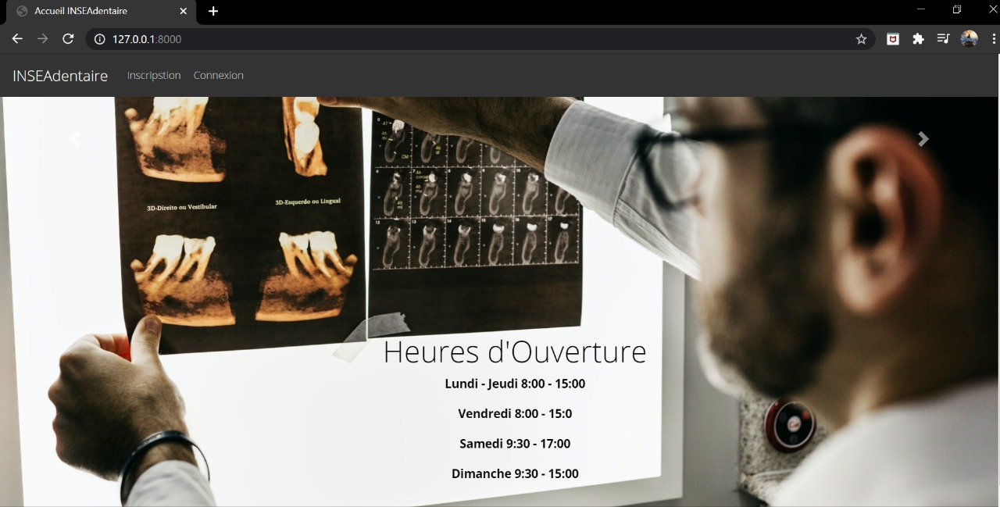 Accueil INSEAdentaire
127.0.0.1:8000
INSEAdentaire Inscripstion Connexion
3D-Direito ou Vestibular
3D-Esquerdo ou Lingual
Heures d'Ouverture
Lundi - Jeudi 8:00 - 15:00
Vendredi 8:00 - 15:0
Samedi 9:30 - 17:00
Dimanche 9:30 - 15:00